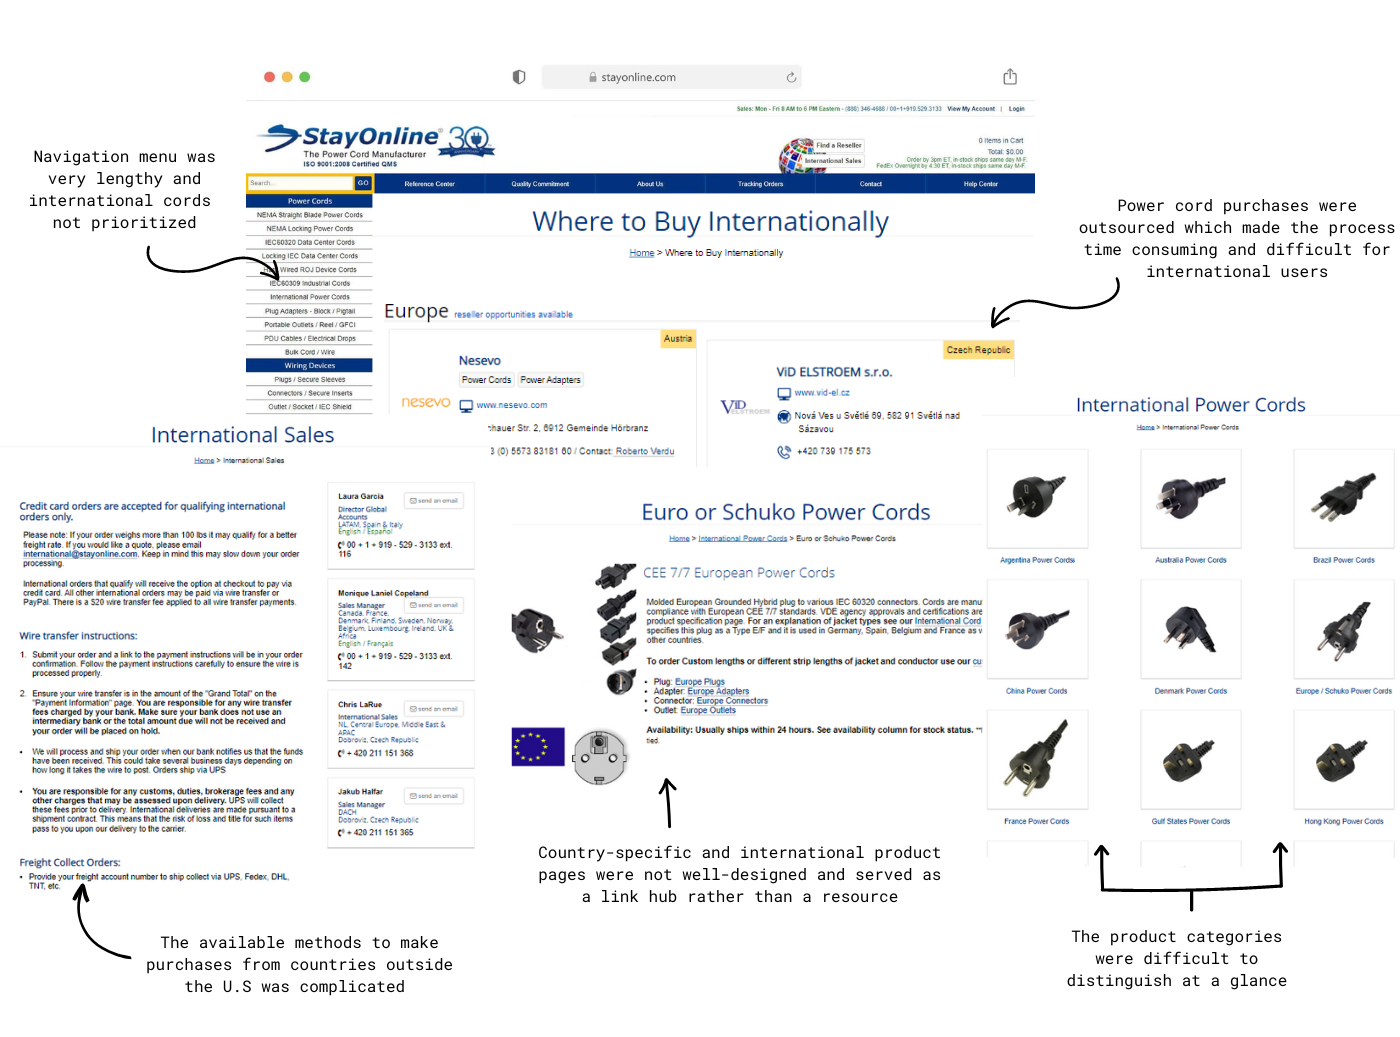 stayonline.com
Sales: Mon - Fri 8 AM to 6 PM Eastern - (888) 346-4688 / 00+1+919.529.3133 View My Account | Login
StayOnline 30
The Power Cord Manufacturer
ISO 9001:2008 Certified QMS
Find a Reseller
International Sales
0 Items in Cart
Total: $0.00
Order by 3pm ET, in-stock ships same day M-F.
FedEx Overnight by 4:30 ET, in-stock ships same day M-F.
Search...
GO
Reference Center
Quality Commitment
About Us
Tracking Orders
Contact
Help Center
Power Cords
NEMA Straight Blade Power Cords
NEMA Locking Power Cords
IEC60320 Data Center Cords
Locking IEC Data Center Cords
Wired ROJ Device Cords
IEC60309 Industrial Cords
International Power Cords
Plug Adapters - Block / Pigtail
Portable Outlets / Reel / GFCI
PDU Cables / Electrical Drops
Bulk Cord / Wire
Wiring Devices
Plugs / Secure Sleeves
Connectors / Secure Inserts
Outlet / Socket / IEC Shield
Where to Buy Internationally
Home > Where to Buy Internationally
Europe reseller opportunities available
Austria
Nesevo
Power Cords Power Adapters
nesevo
www.nesevo.com
hauer Str. 2, 6912 Gemeinde Hörbranz
3 (0) 5573 83181 60 / Contact: Roberto Verdu
Czech Republic
ViD ELSTROEM s.r.o.
ViD
ELSTROEM
www.vid-el.cz
Nová Ves u Světlé 69, 582 91 Světlá nad
Sázavou
+420 739 175 573
Navigation menu was
very lengthy and
international cords
not prioritized
Power cord purchases were
outsourced which made the process
time consuming and difficult for
international users
International Sales
Home > International Sales
Credit card orders are accepted for qualifying international
orders only.
Please note: If your order weighs more than 100 lbs it may qualify for a better
freight rate. If you would like a quote, please email
international@stayonline.com. Keep in mind this may slow down your order
processing.
International orders that qualify will receive the option at checkout to pay via
credit card. All other international orders may be paid via wire transfer or
PayPal. There is a $20 wire transfer fee applied to all wire transfer payments.
Wire transfer instructions:
1. Submit your order and a link to the payment instructions will be in your order
confirmation. Follow the payment instructions carefully to ensure the wire is
processed properly.
2. Ensure your wire transfer is in the amount of the "Grand Total" on the
"Payment Information" page. You are responsible for any wire transfer
fees charged by your bank. Make sure your bank does not use an
intermediary bank or the total amount due will not be received and
your order will be placed on hold.
• We will process and ship your order when our bank notifies us that the funds
have been received. This could take several business days depending on
how long it takes the wire to post. Orders ship via UPS
• You are responsible for any customs, duties, brokerage fees and any
other charges that may be assessed upon delivery. UPS will collect
these fees prior to delivery. International deliveries are made pursuant to a
shipment contract. This means that the risk of loss and title for such items
pass to you upon our delivery to the carrier.
Freight Collect Orders:
• Provide your freight account number to ship collect via UPS, Fedex, DHL,
TNT, etc.
Laura Garcia
send an email
Director Global
Accounts
LATAM, Spain & Italy
English / Español
00 + 1 + 919 - 529 - 3133 ext.
116
Monique Laniel Copeland
send an email
Sales Manager
Canada, France,
Denmark, Finland, Sweden, Norway,
Belgium, Luxembourg, Ireland, UK &
Africa
English / Français
00 + 1 + 919 - 529 - 3133 ext.
142
Chris LaRue
send an email
International Sales
NL, Central Europe, Middle East &
APAC
Dobroviz, Czech Republic
+ 420 211 151 368
Jakub Halfar
send an email
Sales Manager
DACH
Dobroviz, Czech Republic
+ 420 211 151 365
Euro or Schuko Power Cords
Home > International Power Cords > Euro or Schuko Power Cords
CEE 7/7 European Power Cords
Molded European Grounded Hybrid plug to various IEC 60320 connectors. Cords are manu
compliance with European CEE 7/7 standards. VDE agency approvals and certifications are
product specification page. For an explanation of jacket types see our International Cord
specifies this plug as a Type E/F and it is used in Germany, Spain, Belgium and France as w
other countries.
To order Custom lengths or different strip lengths of jacket and conductor use our cu
• Plug: Europe Plugs
• Adapter: Europe Adapters
• Connector: Europe Connectors
• Outlet: Europe Outlets
Availability: Usually ships within 24 hours. See availability column for stock status.
tied.
International Power Cords
Home > International Power Cords
Argentina Power Cords
Australia Power Cords
Brazil Power Cords
China Power Cords
Denmark Power Cords
Europe / Schuko Power Cords
France Power Cords
Gulf States Power Cords
Hong Kong Power Cords
Country-specific and international product
pages were not well-designed and served as
a link hub rather than a resource
The available methods to make
purchases from countries outside
the U.S was complicated
The product categories
were difficult to
distinguish at a glance